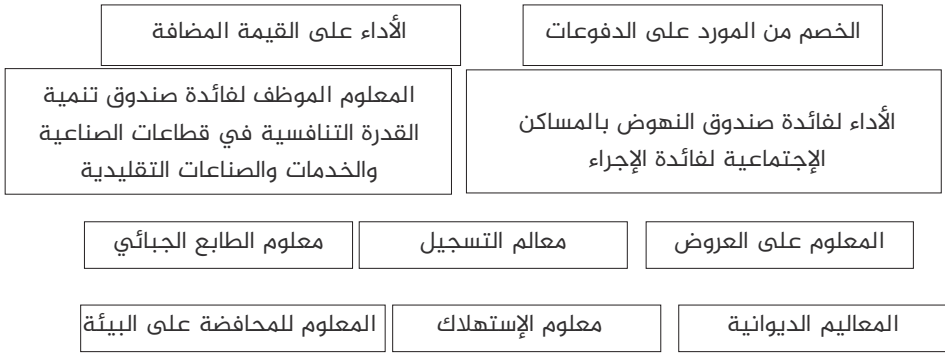 الخصم من المورد على الدفوعات
الأداء على القيمة المضافة
الأداء لفائدة صندوق النهوض بالمساكن
الإجتماعية لفائدة الإجراء
المعلوم الموظف لفائدة صندوق تنمية
القدرة التنافسية في قطاعات الصناعية
والخدمات والصناعات التقليدية
المعلوم على العروض
معالم التسجيل
معلوم الطابع الجبائي
المعاليم الديوانية
معلوم الإستهلاك
المعلوم للمحافضة على البيئة